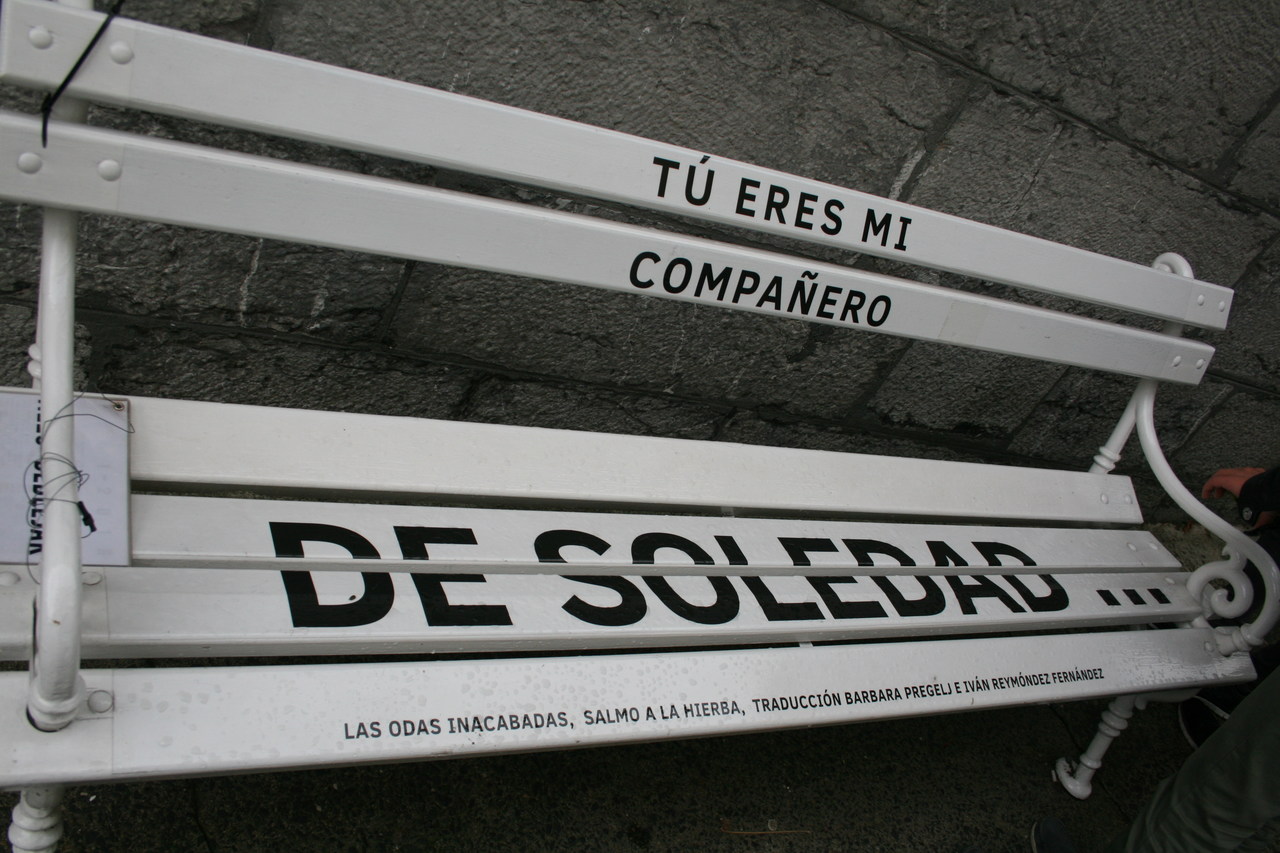 TÚ ERES MI
COMPAÑERO
DE SOLEDAD ...
LAS ODAS INACABADAS, SALMO A LA HIERBA, TRADUCCIÓN BARBARA PREGELJ E IVÁN REYMÓNDEZ FERNÁNDEZ